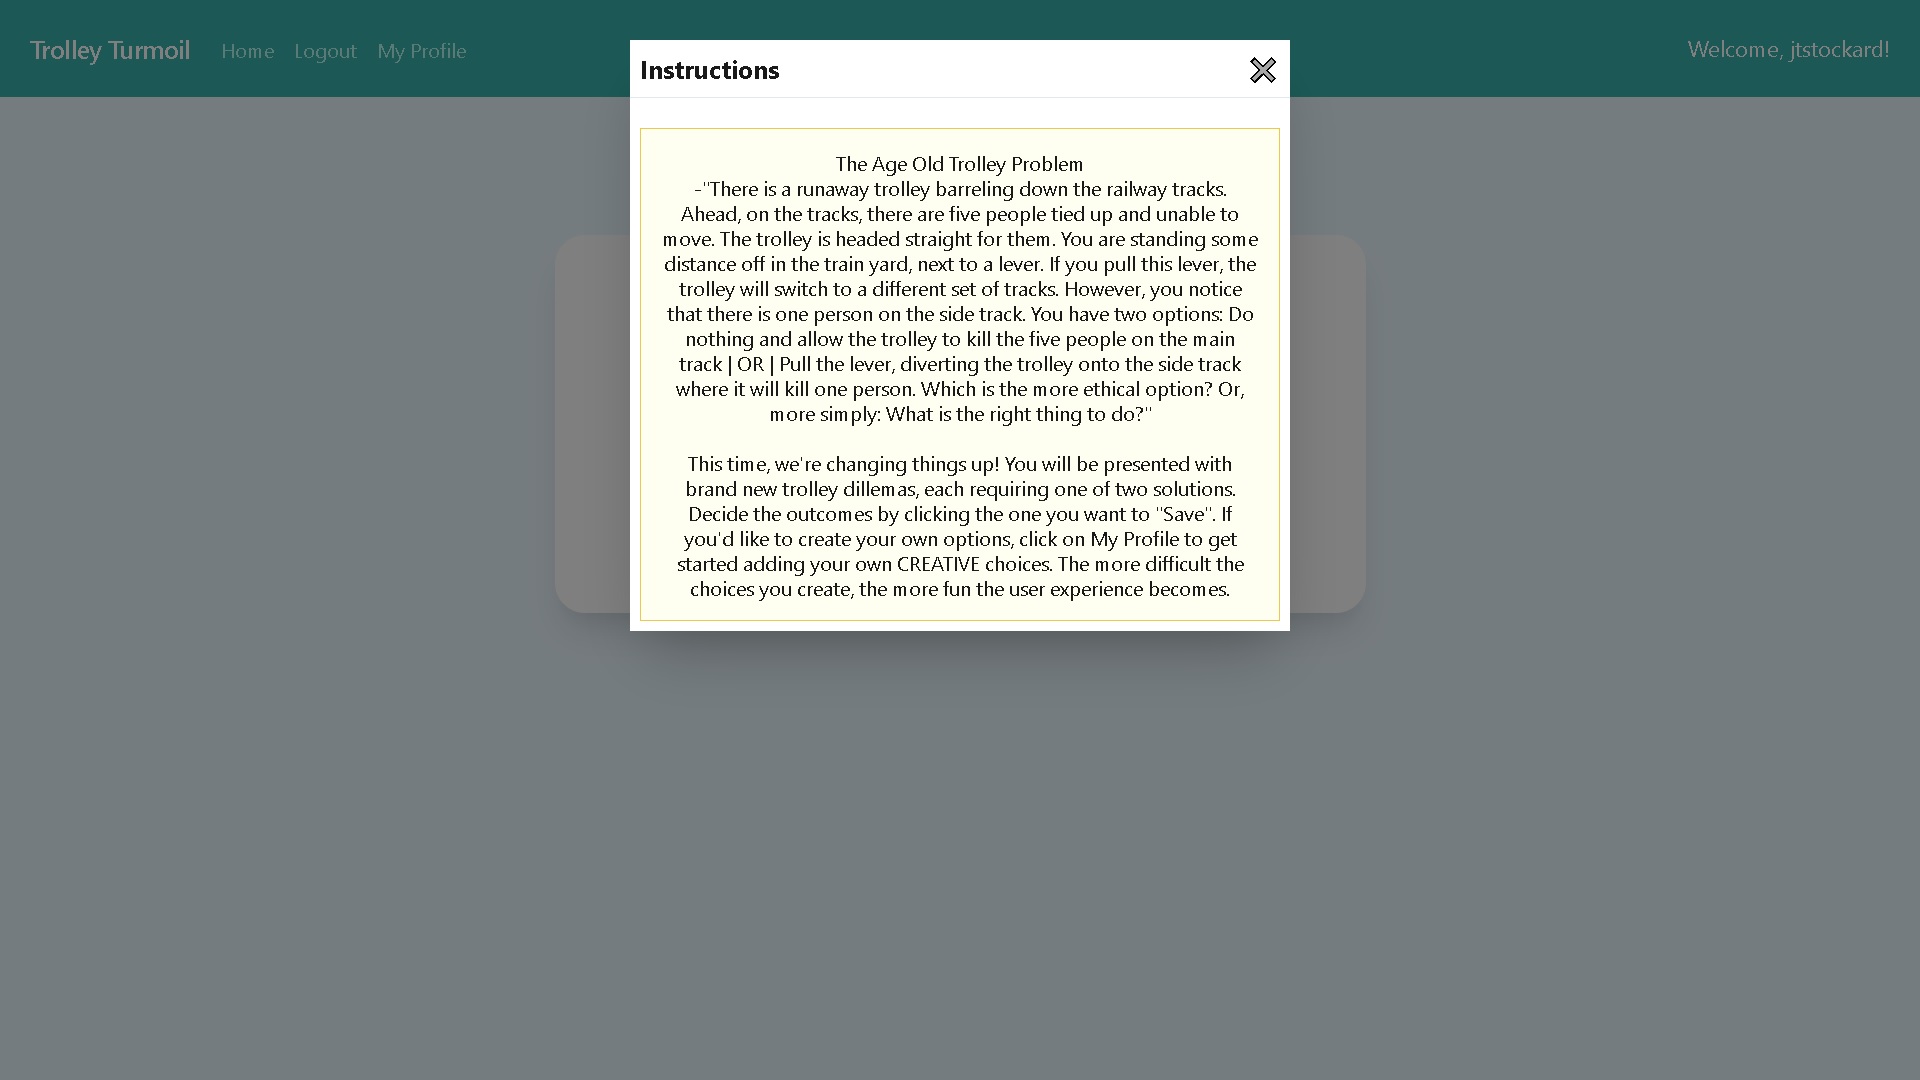 Trolley Turmoil Home Logout My Profile
Welcome, jtstockard!
Instructions
The Age Old Trolley Problem
-"There is a runaway trolley barreling down the railway tracks.
Ahead, on the tracks, there are five people tied up and unable to
move. The trolley is headed straight for them. You are standing some
distance off in the train yard, next to a lever. If you pull this lever, the
trolley will switch to a different set of tracks. However, you notice
that there is one person on the side track. You have two options: Do
nothing and allow the trolley to kill the five people on the main
track | OR | Pull the lever, diverting the trolley onto the side track
where it will kill one person. Which is the more ethical option? Or,
more simply: What is the right thing to do?"
This time, we're changing things up! You will be presented with
brand new trolley dillemas, each requiring one of two solutions.
Decide the outcomes by clicking the one you want to "Save". If
you'd like to create your own options, click on My Profile to get
started adding your own CREATIVE choices. The more difficult the
choices you create, the more fun the user experience becomes.